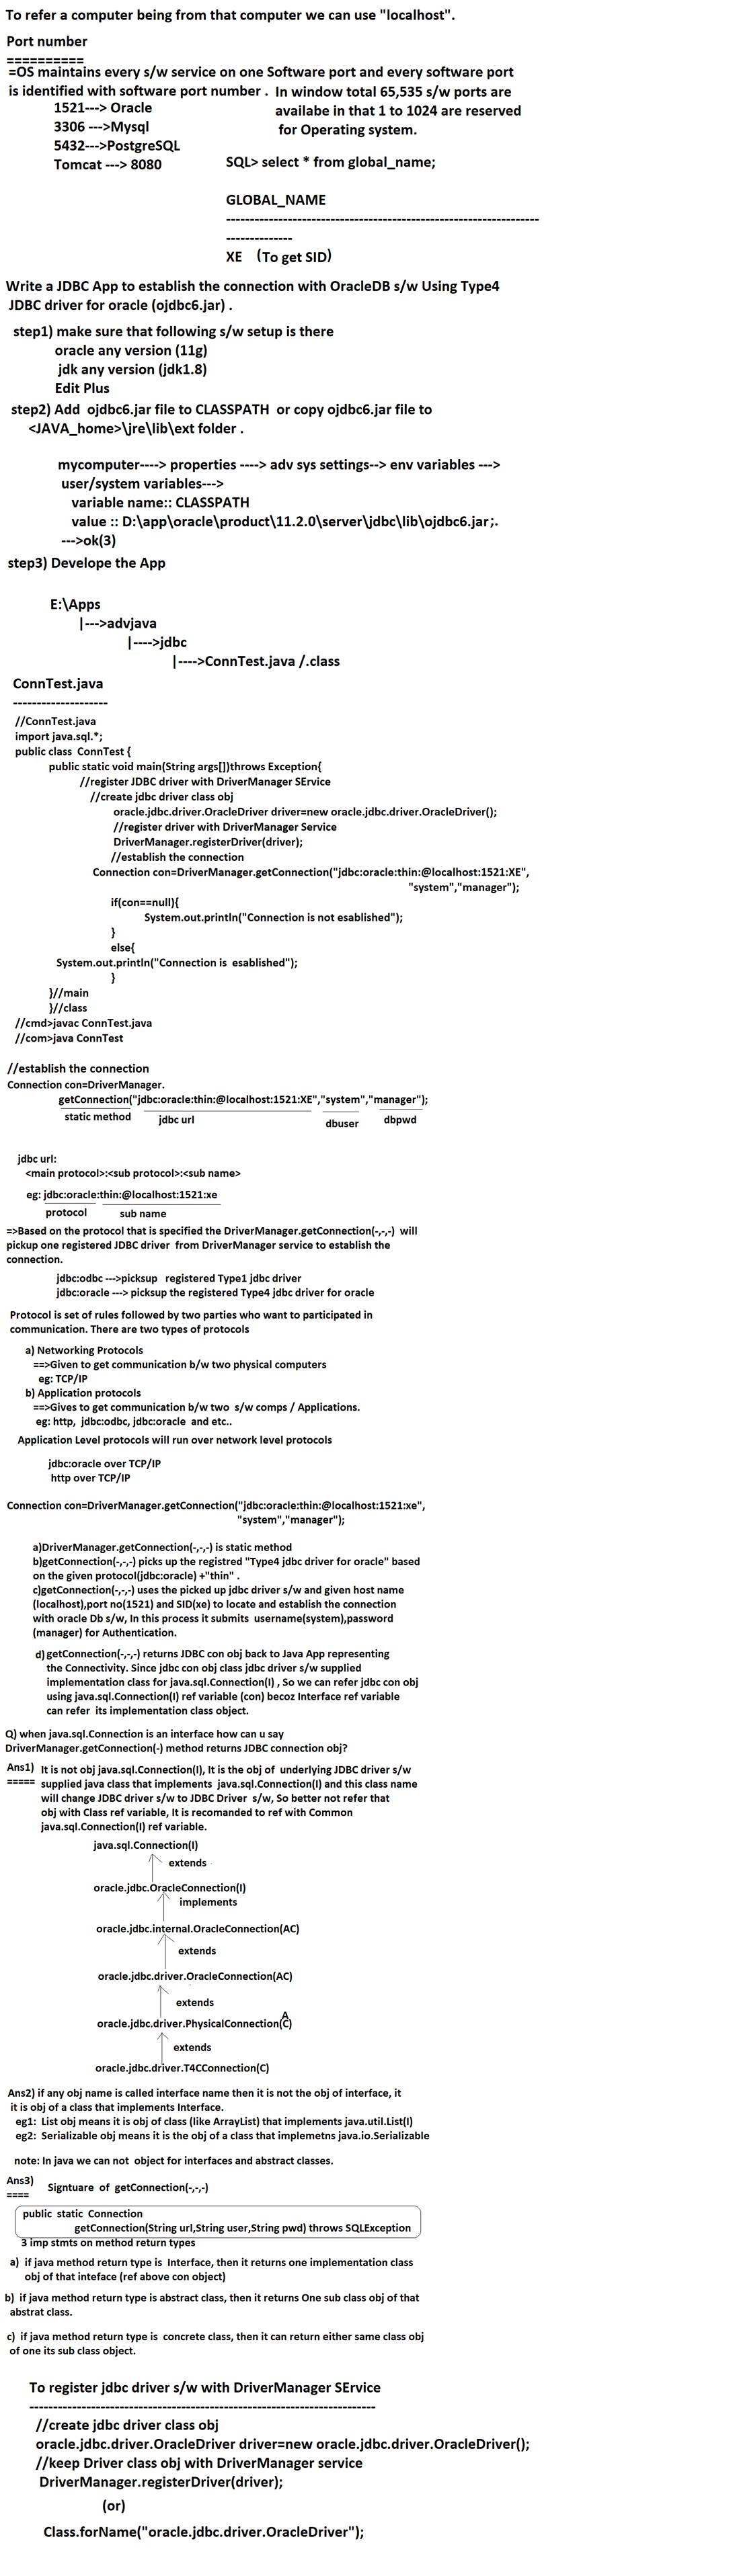 To refer a computer being from that computer we can use "localhost".
Port number
==========
=OS maintains every s/w service on one Software port and every software port
is identified with software port number .
In window total 65,535 s/w ports are
availabe in that 1 to 1024 are reserved
for Operating system.
1521---> Oracle
3306 --->Mysql
5432--->PostgreSQL
Tomcat ---> 8080
SQL> select * from global_name;
GLOBAL_NAME
------------------------------------------------------------------
--------------
XE (To get SID)
Write a JDBC App to establish the connection with OracleDB s/w Using Type4
JDBC driver for oracle (ojdbc6.jar) .
step1) make sure that following s/w setup is there
oracle any version (11g)
jdk any version (jdk1.8)
Edit Plus
step2) Add ojdbc6.jar file to CLASSPATH or copy ojdbc6.jar file to
<JAVA_home>\jre\lib\ext folder .
mycomputer----> properties ----> adv sys settings--> env variables --->
user/system variables--->
variable name:: CLASSPATH
value :: D:\app\oracle\product\11.2.0\server\jdbc\lib\ojdbc6.jar;.
--->ok(3)
step3) Develope the App
E:\Apps
|--->advjava
|---->jdbc
|---->ConnTest.java /.class
ConnTest.java
--------------------
//ConnTest.java
import java.sql.*;
public class ConnTest {
public static void main(String args[])throws Exception{
//register JDBC driver with DriverManager SErvice
//create jdbc driver class obj
oracle.jdbc.driver.OracleDriver driver=new oracle.jdbc.driver.OracleDriver();
//register driver with DriverManager Service
DriverManager.registerDriver(driver);
//establish the connection
Connection con=DriverManager.getConnection("jdbc:oracle:thin:@localhost:1521:XE",
"system","manager");
if(con==null){
System.out.println("Connection is not esablished");
}
else{
System.out.println("Connection is esablished");
}
}//main
}//class
//cmd>javac ConnTest.java
//com>java ConnTest
//establish the connection
Connection con=DriverManager.
getConnection("jdbc:oracle:thin:@localhost:1521:XE","system","manager");
static method jdbc url dbuser dbpwd
jdbc url:
<main protocol>:<sub protocol>:<sub name>
eg: jdbc:oracle:thin:@localhost:1521:xe
protocol sub name
=>Based on the protocol that is specified the DriverManager.getConnection(-,-,-) will
pickup one registered JDBC driver from DriverManager service to establish the
connection.
jdbc:odbc --->picksup registered Type1 jdbc driver
jdbc:oracle ---> picksup the registered Type4 jdbc driver for oracle
Protocol is set of rules followed by two parties who want to participated in
communication. There are two types of protocols
a) Networking Protocols
==>Given to get communication b/w two physical computers
eg: TCP/IP
b) Application protocols
==>Gives to get communication b/w two s/w comps / Applications.
eg: http, jdbc:odbc, jdbc:oracle and etc..
Application Level protocols will run over network level protocols
jdbc:oracle over TCP/IP
http over TCP/IP
Connection con=DriverManager.getConnection("jdbc:oracle:thin:@localhost:1521:xe",
"system","manager");
a)DriverManager.getConnection(-,-,-) is static method
b)getConnection(-,-,-) picks up the registred "Type4 jdbc driver for oracle" based
on the given protocol(jdbc:oracle) +"thin" .
c)getConnection(-,-,-) uses the picked up jdbc driver s/w and given host name
(localhost),port no(1521) and SID(xe) to locate and establish the connection
with oracle Db s/w, In this process it submits username(system),password
(manager) for Authentication.
d) getConnection(-,-,-) returns JDBC con obj back to Java App representing
the Connectivity. Since jdbc con obj class jdbc driver s/w supplied
implementation class for java.sql.Connection(I) , So we can refer jdbc con obj
using java.sql.Connection(I) ref variable (con) becoz Interface ref variable
can refer its implementation class object.
Q) when java.sql.Connection is an interface how can u say
DriverManager.getConnection(-) method returns JDBC connection obj?
Ans1) It is not obj java.sql.Connection(I), It is the obj of underlying JDBC driver s/w
===== supplied java class that implements java.sql.Connection(I) and this class name
will change JDBC driver s/w to JDBC Driver s/w, So better not refer that
obj with Class ref variable, It is recomanded to ref with Common
java.sql.Connection(I) ref variable.
java.sql.Connection(I)
extends
oracle.jdbc.OracleConnection(I)
implements
oracle.jdbc.internal.OracleConnection(AC)
extends
oracle.jdbc.driver.OracleConnection(AC)
extends
A
oracle.jdbc.driver.PhysicalConnection(C)
extends
oracle.jdbc.driver.T4CConnection(C)
Ans2) if any obj name is called interface name then it is not the obj of interface, it
it is obj of a class that implements Interface.
eg1: List obj means it is obj of class (like ArrayList) that implements java.util.List(I)
eg2: Serializable obj means it is the obj of a class that implemetns java.io.Serializable
note: In java we can not object for interfaces and abstract classes.
Ans3) Signtuare of getConnection(-,-,-)
====
public static Connection
getConnection(String url,String user,String pwd) throws SQLException
3 imp stmts on method return types
a) if java method return type is Interface, then it returns one implementation class
obj of that inteface (ref above con object)
b) if java method return type is abstract class, then it returns One sub class obj of that
abstrat class.
c) if java method return type is concrete class, then it can return either same class obj
of one its sub class object.
To register jdbc driver s/w with DriverManager SErvice
-------------------------------------------------------------------------
//create jdbc driver class obj
oracle.jdbc.driver.OracleDriver driver=new oracle.jdbc.driver.OracleDriver();
//keep Driver class obj with DriverManager service
DriverManager.registerDriver(driver);
(or)
Class.forName("oracle.jdbc.driver.OracleDriver");